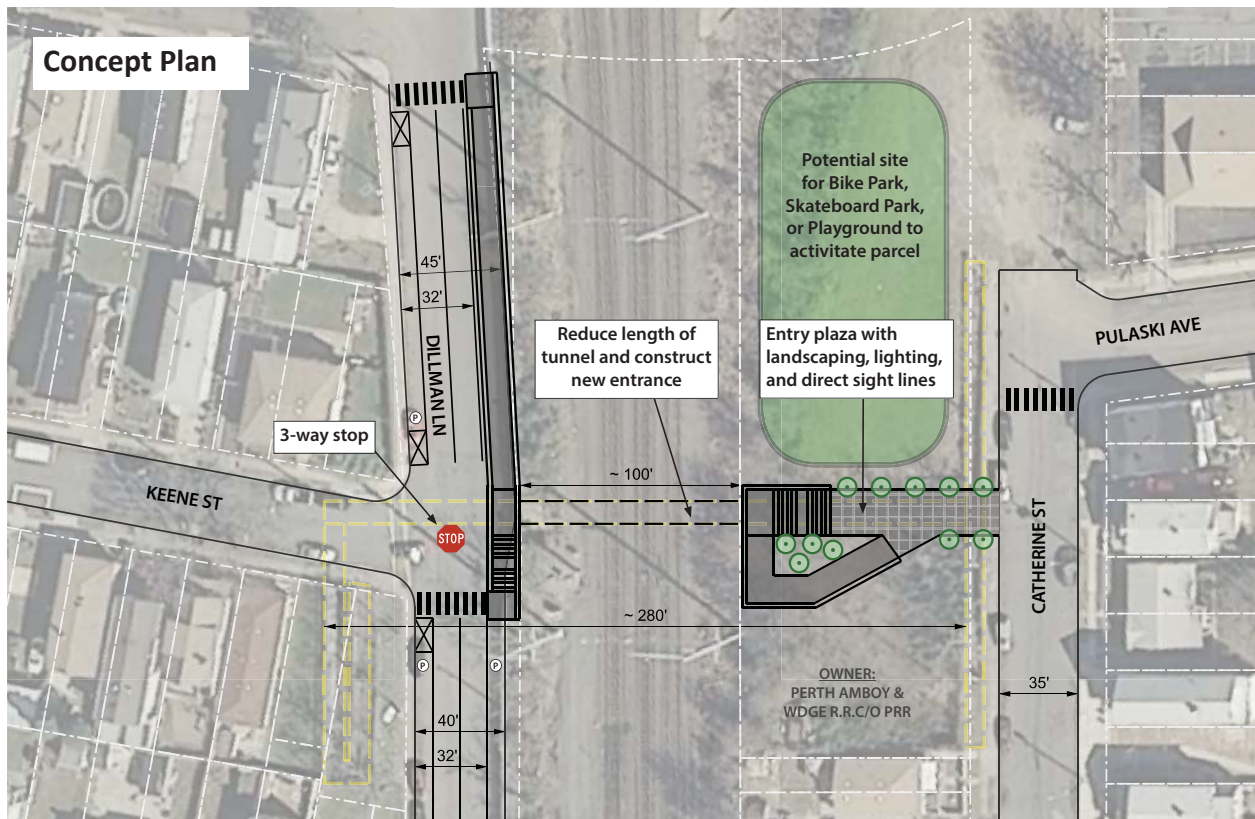 Concept Plan
Potential site
for Bike Park,
Skateboard Park,
or Playground to
activitate parcel
45'
32'
DILLMAN LN
Reduce length of
tunnel and construct
new entrance
Entry plaza with
landscaping, lighting,
and direct sight lines
PULASKI AVE
P
3-way stop
~ 100'
KEENE ST
STOP
CATHERINE ST
~ 280'
P
P
OWNER:
PERTH AMBOY &
WDGE R.R.C/O PRR
35'
40'
32'